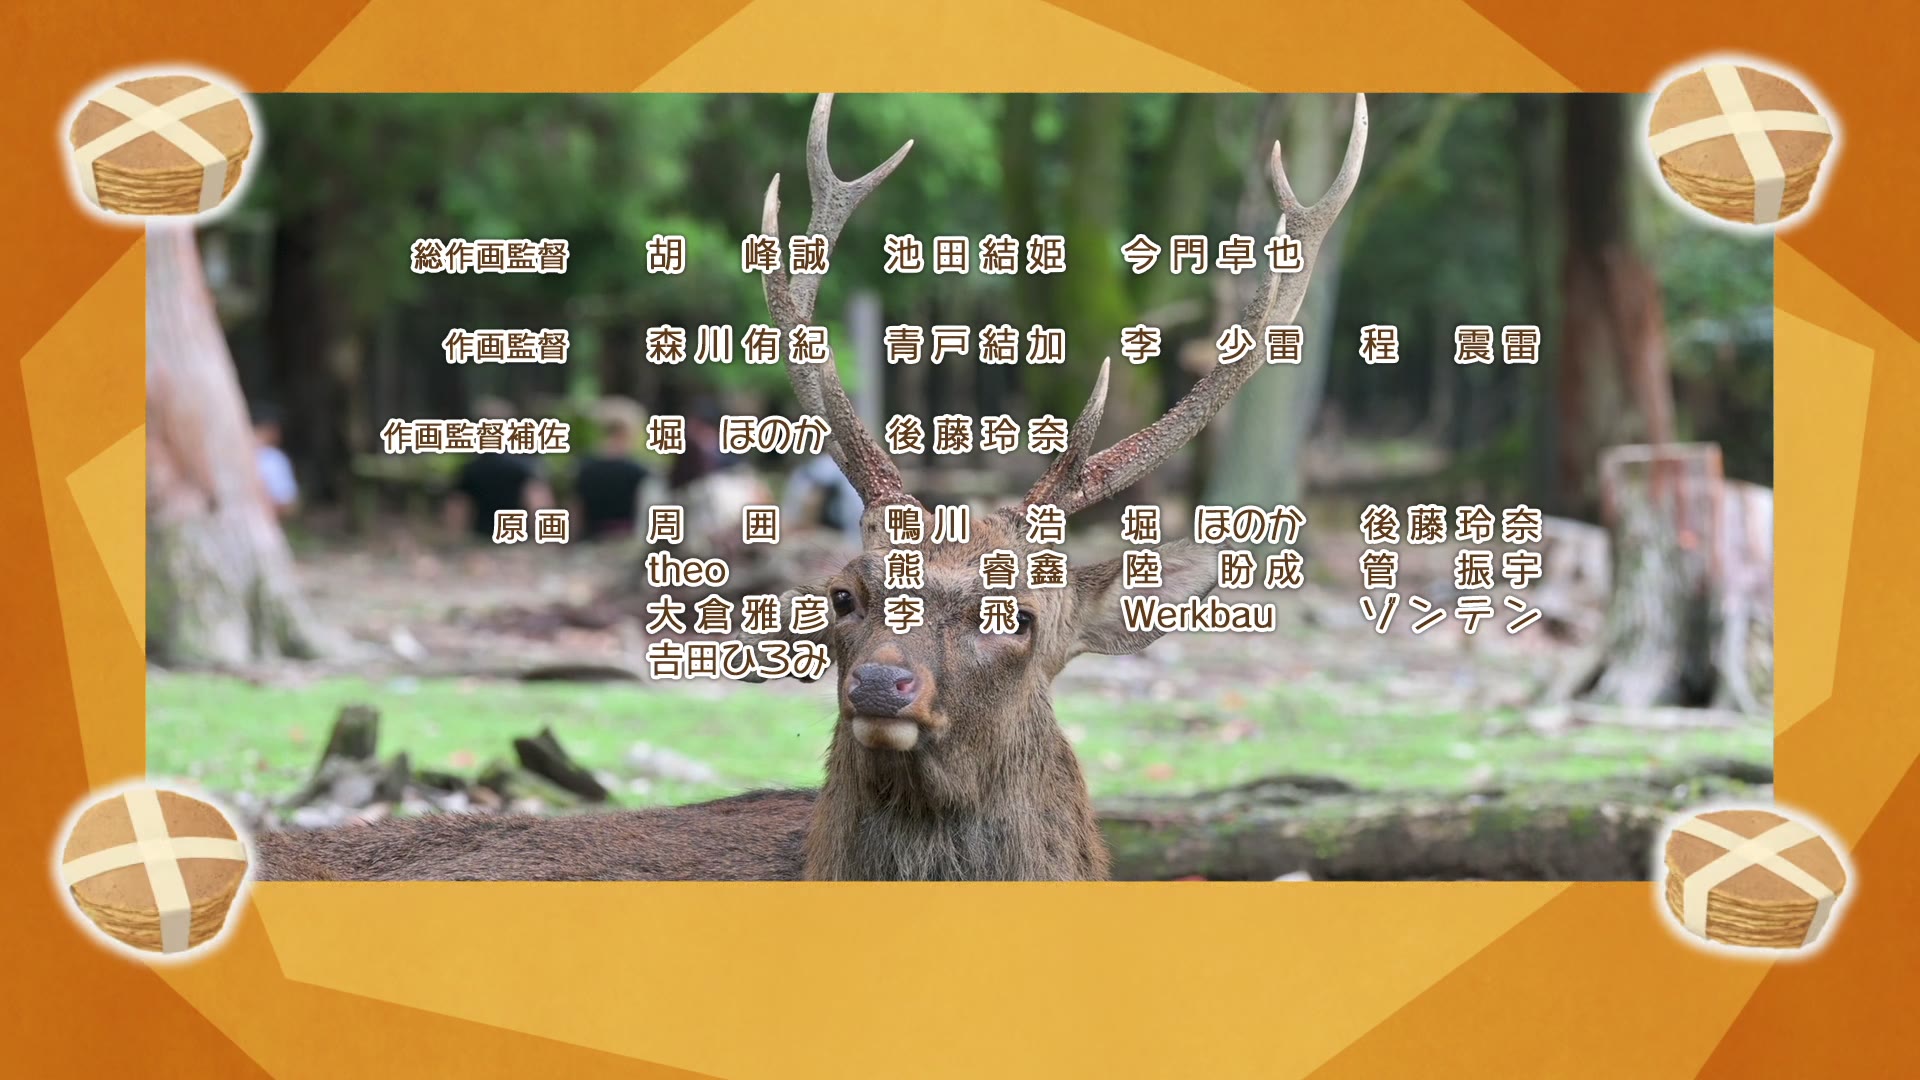 総作画監督 胡 峰誠 池田結姫 今門卓也
作画監督 森川侑紀 青戸結加 李 少雷 程 震雷
作画監督補佐 堀 ほのか 後藤玲奈
原画 周 囲 鴨川 浩 堀 ほのか 後藤玲奈
theo 熊 睿鑫 陸 盼成 管 振宇
大倉雅彦 李 飛 Werkbau ゾンテン
𠮷田ひろみ